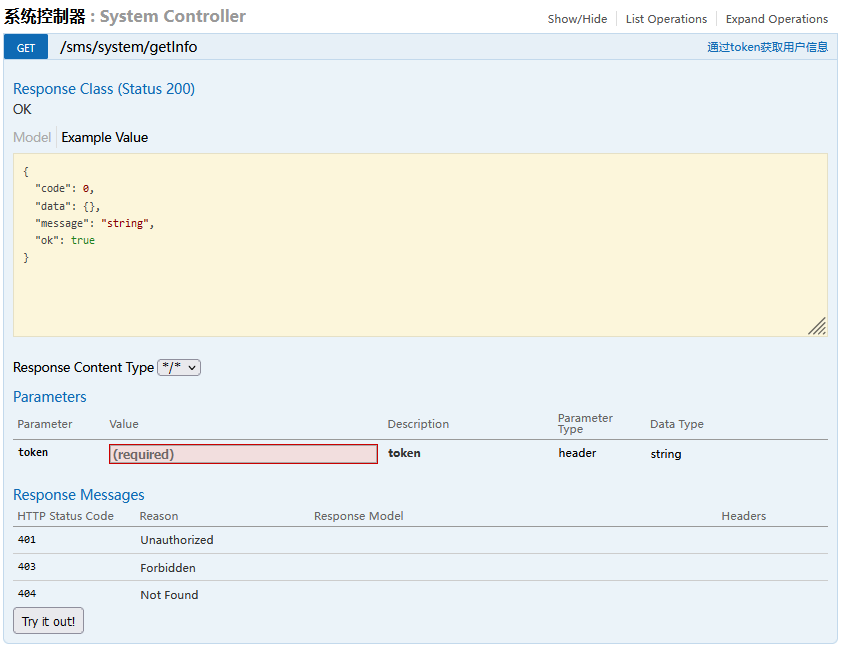 系统控制器 : System Controller
Show/Hide List Operations Expand Operations
GET /sms/system/getInfo 通过token获取用户信息
Response Class (Status 200)
OK
Model Example Value
{
"code": 0,
"data": {},
"message": "string",
"ok": true
}
Response Content Type */*
Parameters
Parameter Value Description Parameter Type Data Type
token (required) token header string
Response Messages
HTTP Status Code Reason Response Model Headers
401 Unauthorized
403 Forbidden
404 Not Found
Try it out!